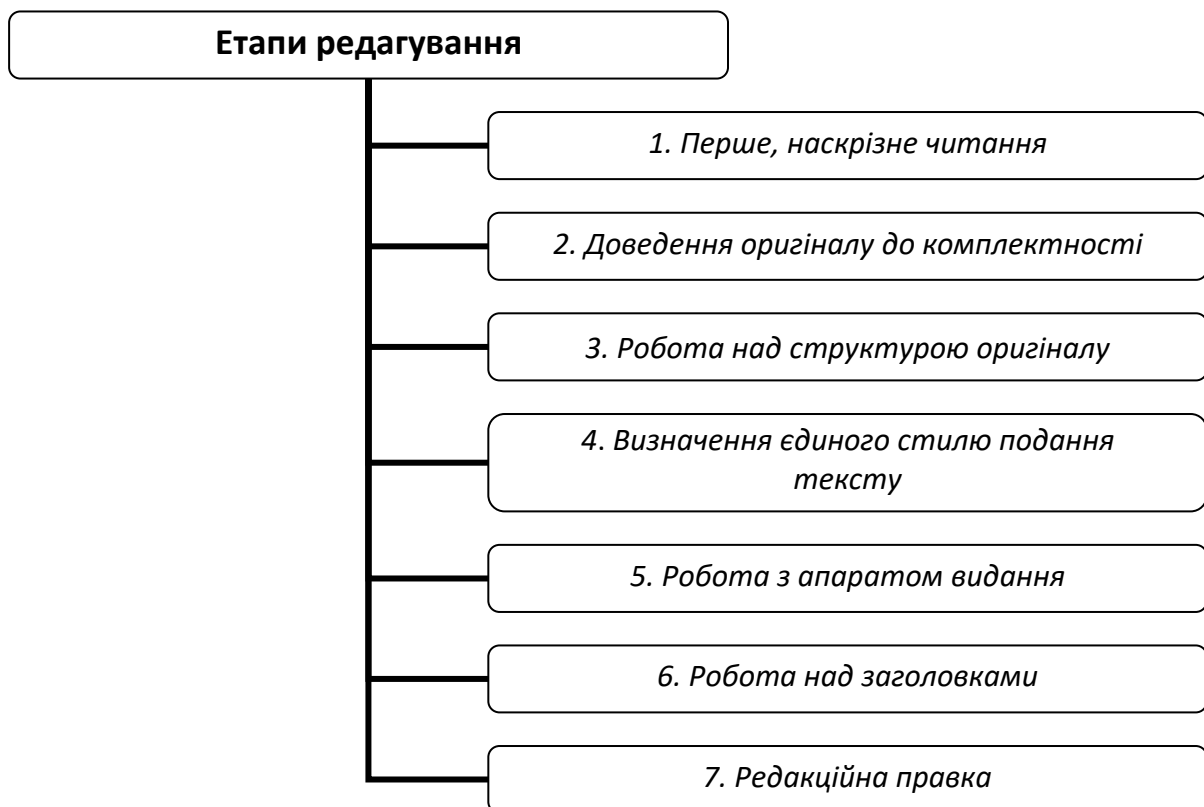 Етапи редагування
1. Перше, наскрізне читання
2. Доведення оригіналу до комплектності
3. Робота над структурою оригіналу
4. Визначення єдиного стилю подання
тексту
5. Робота з апаратом видання
6. Робота над заголовками
7. Редакційна правка